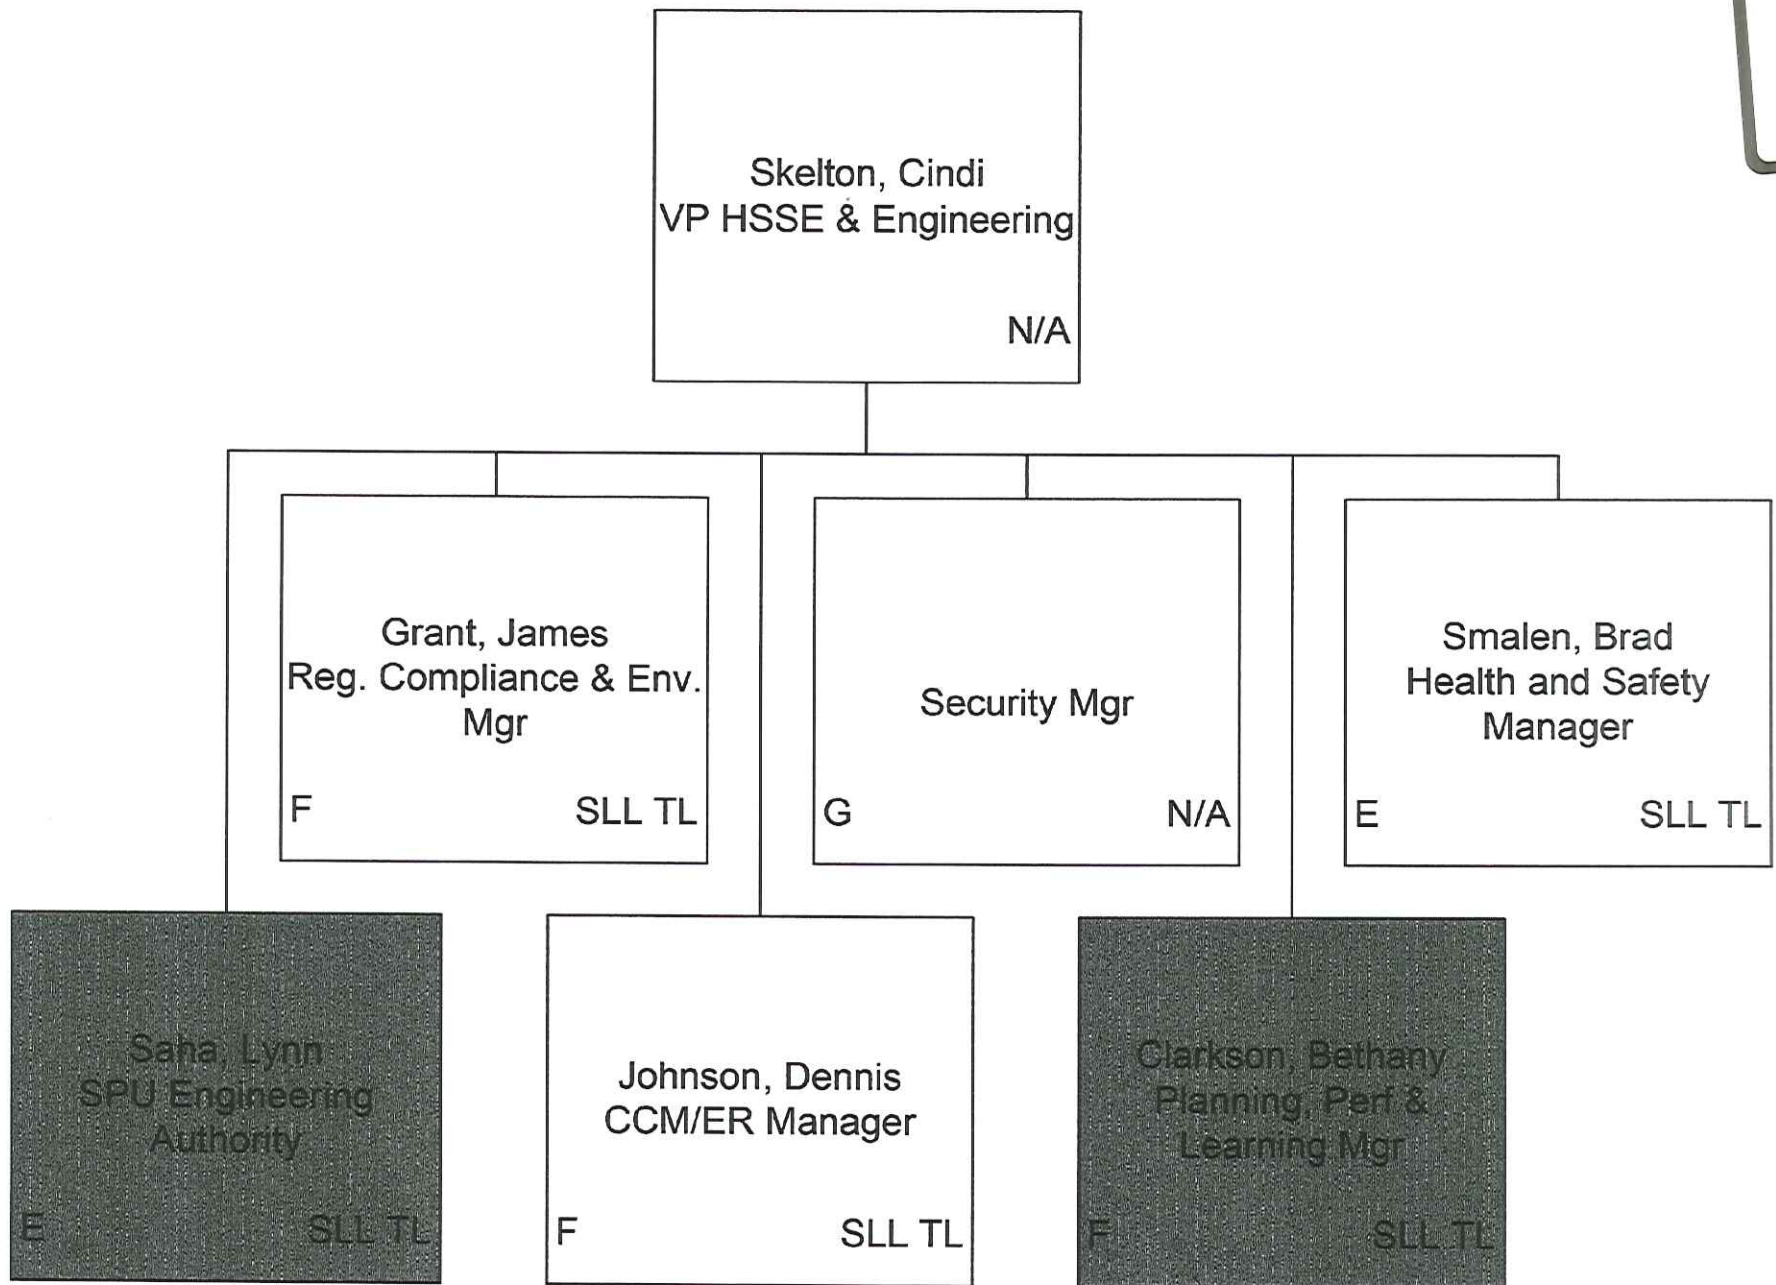 Skelton, Cindi
VP HSSE & Engineering
N/A
Grant, James
Reg. Compliance & Env.
Mgr
F SLL TL
Security Mgr
G N/A
Smalen, Brad
Health and Safety
Manager
E SLL TL
Saha, Lynn
SPU Engineering
Authority
E SLL TL
Johnson, Dennis
CCM/ER Manager
F SLL TL
Clarkson, Bethany
Planning, Perf &
Learning Mgr
F SLL TL